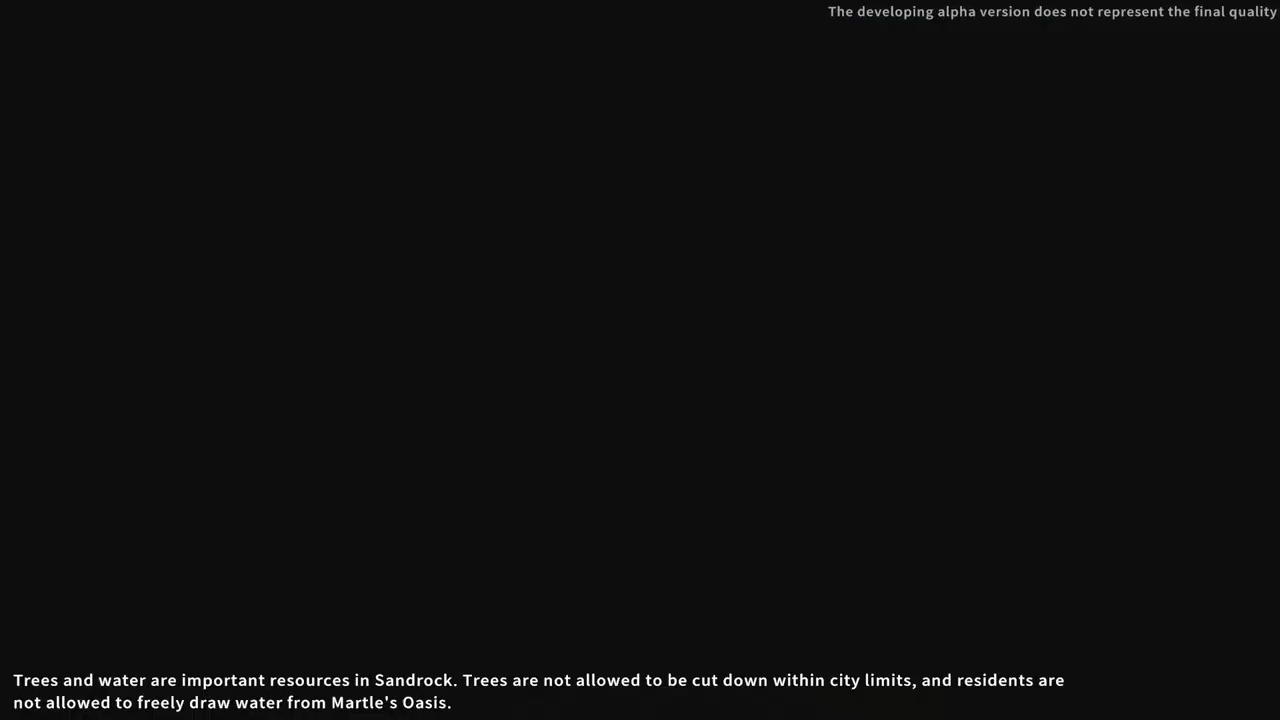 The developing alpha version does not represent the final quality
Trees and water are important resources in Sandrock. Trees are not allowed to be cut down within city limits, and residents are
not allowed to freely draw water from Martle's Oasis.